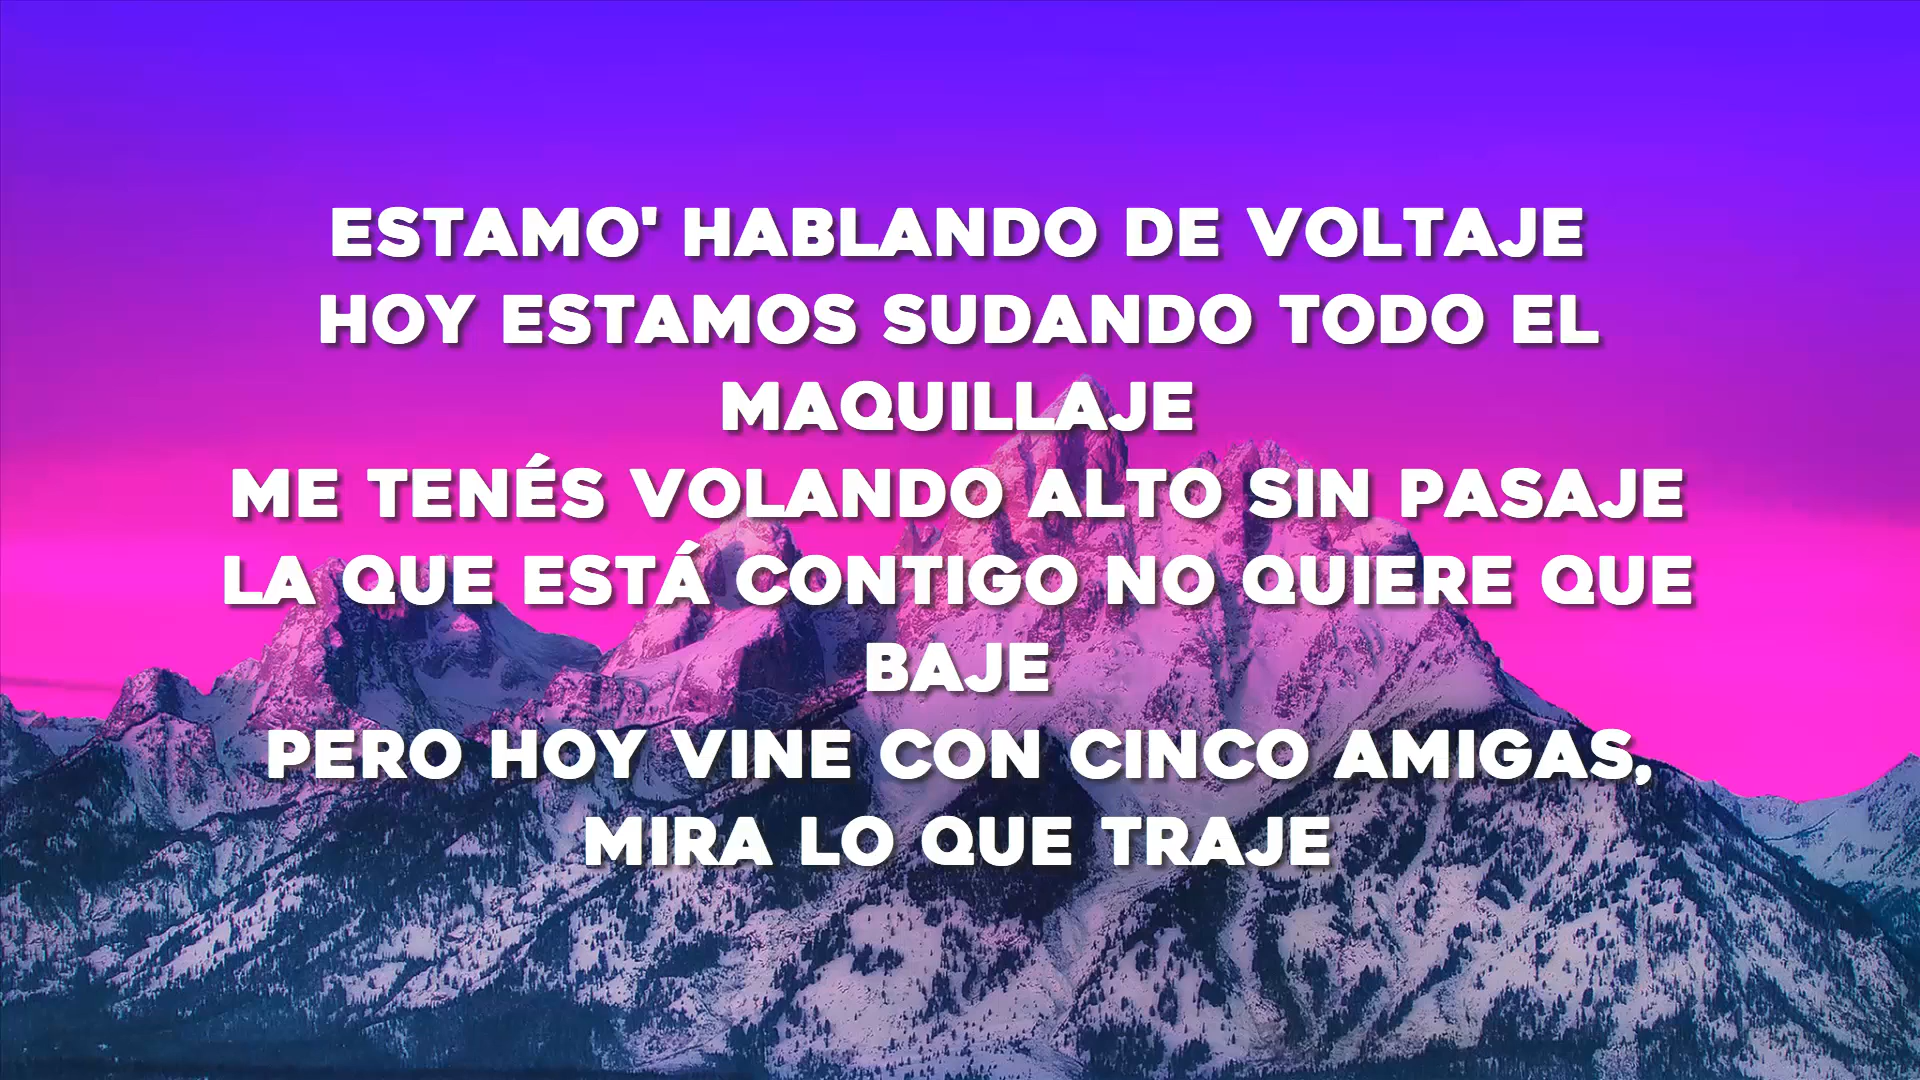 ESTAMO' HABLANDO DE VOLTAJE
HOY ESTAMOS SUDANDO TODO EL
MAQUILLAJE
ME TENÉS VOLANDO ALTO SIN PASAJE
LA QUE ESTÁ CONTIGO NO QUIERE QUE
BAJE
PERO HOY VINE CON CINCO AMIGAS,
MIRA LO QUE TRAJE